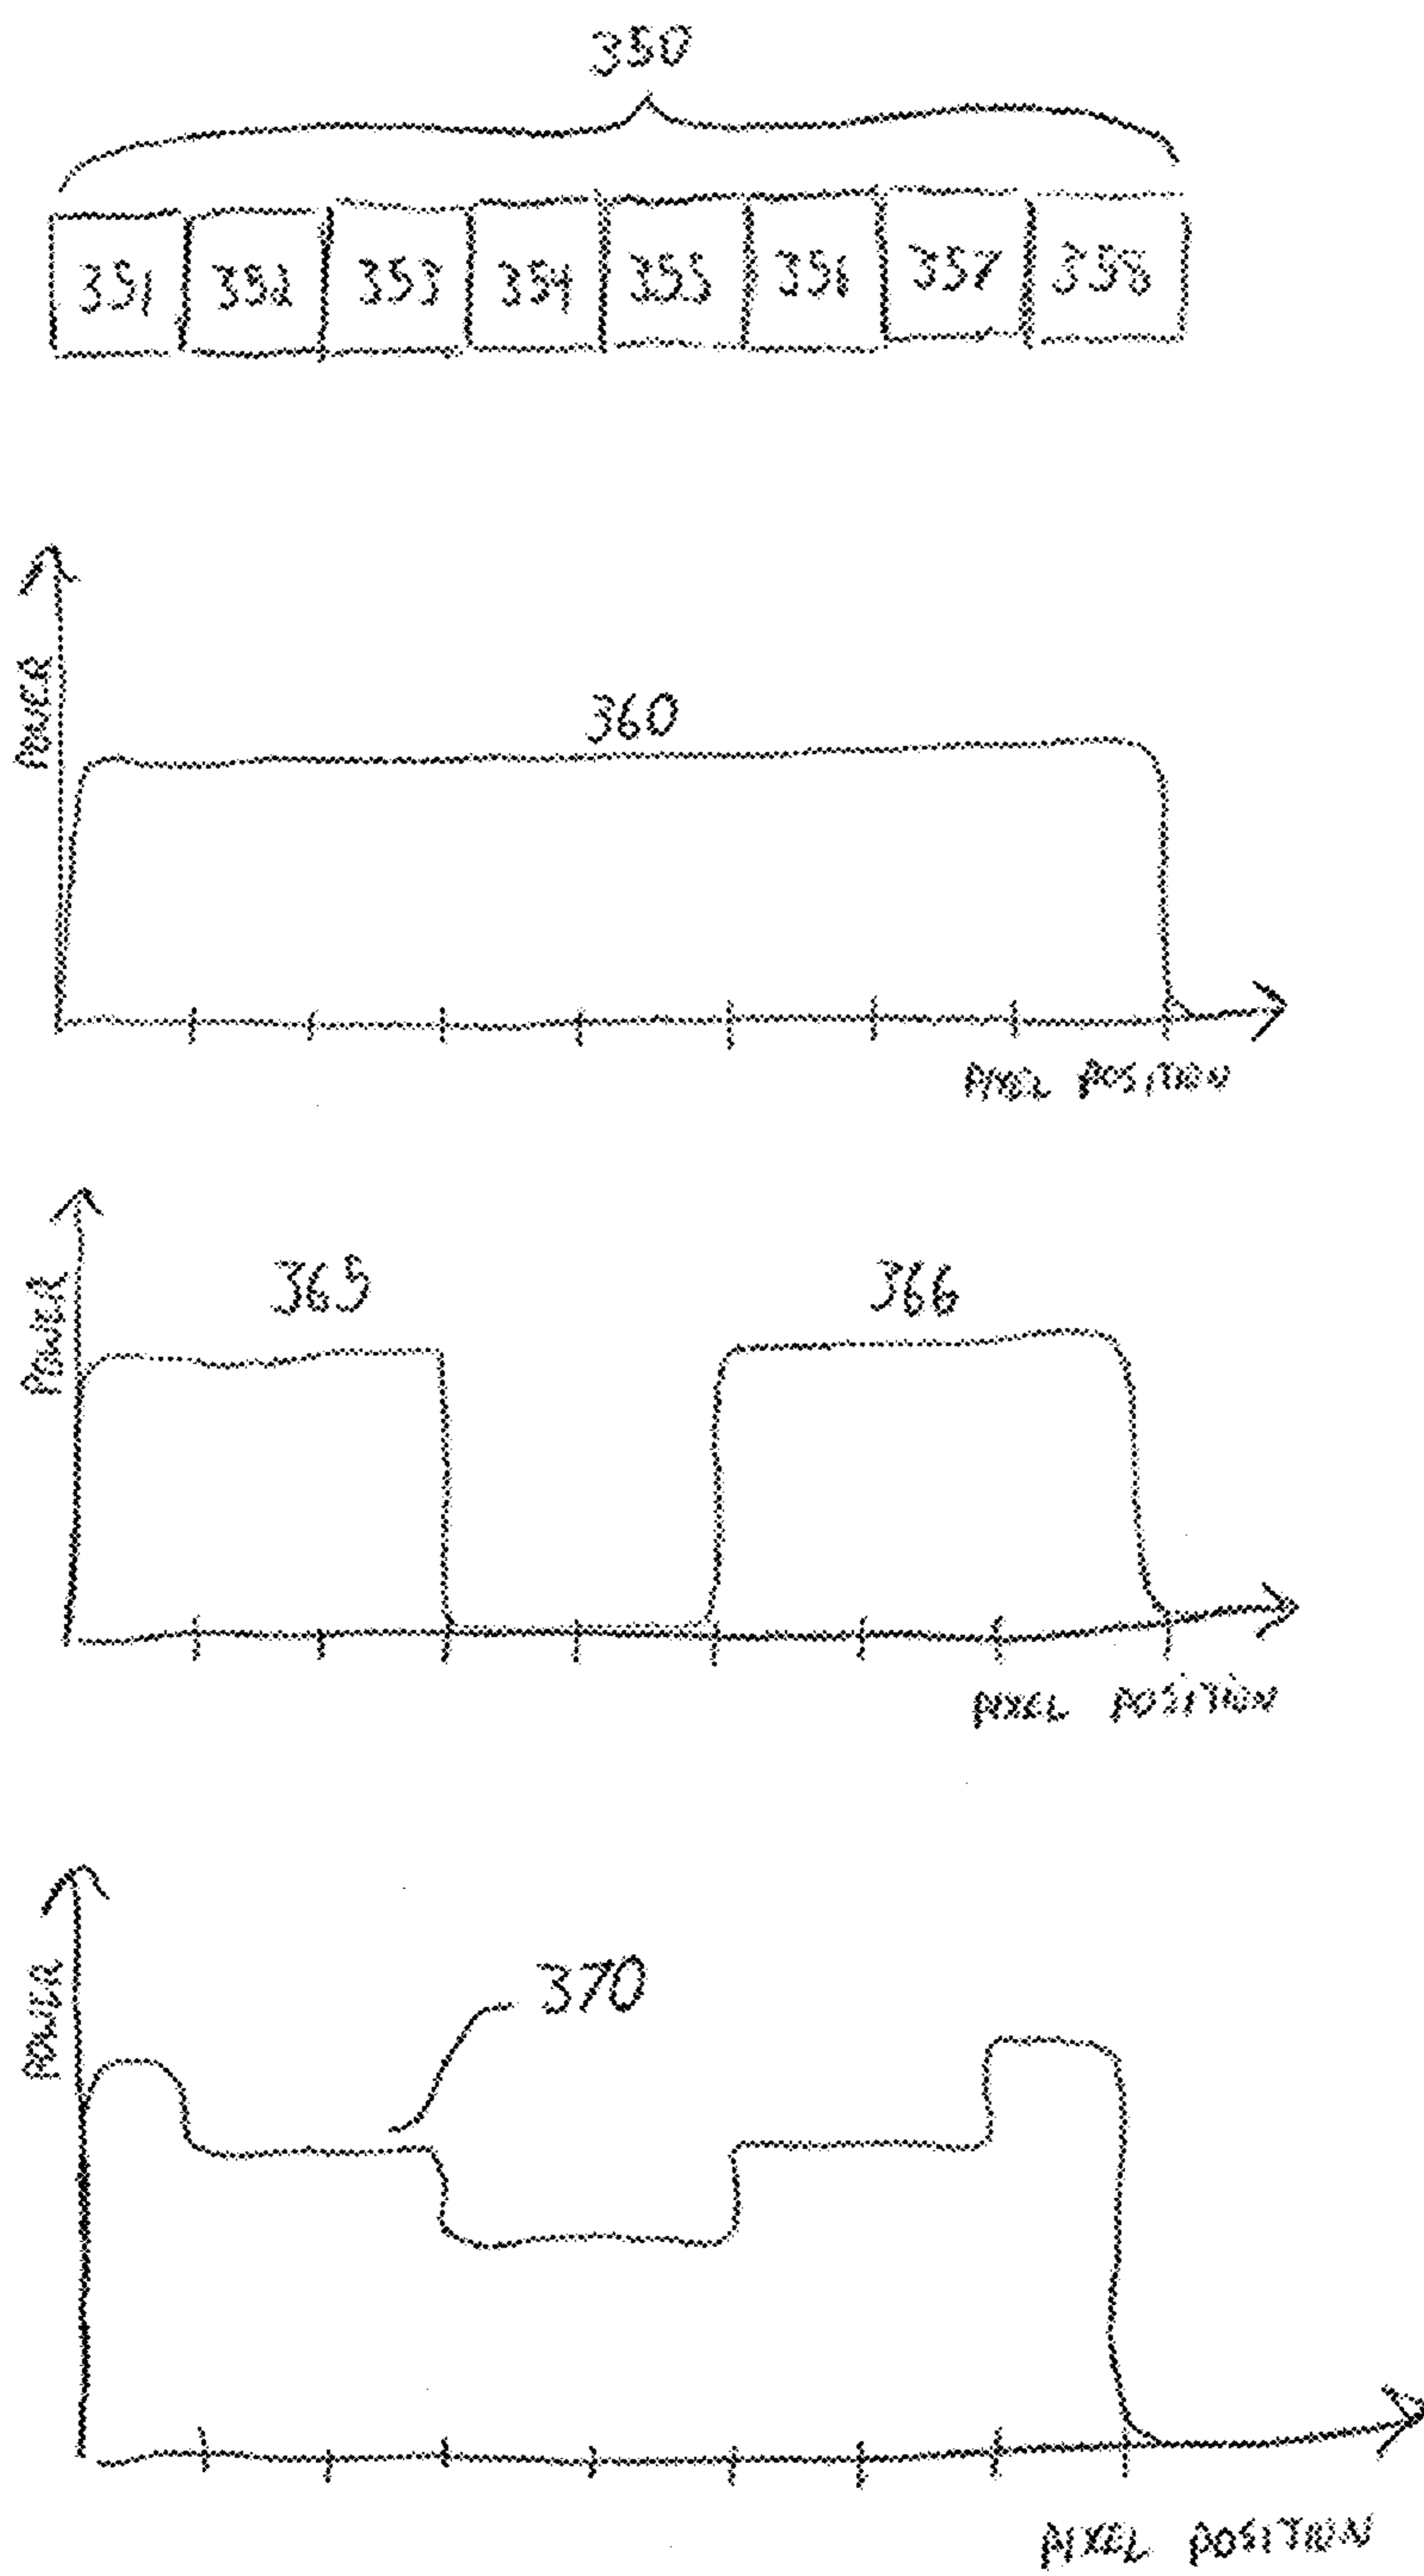 350
351 352 353 354 355 356 357 358
POWER
360
PIXEL POSITION
POWER
365 366
PIXEL POSITION
POWER
370
PIXEL POSITION